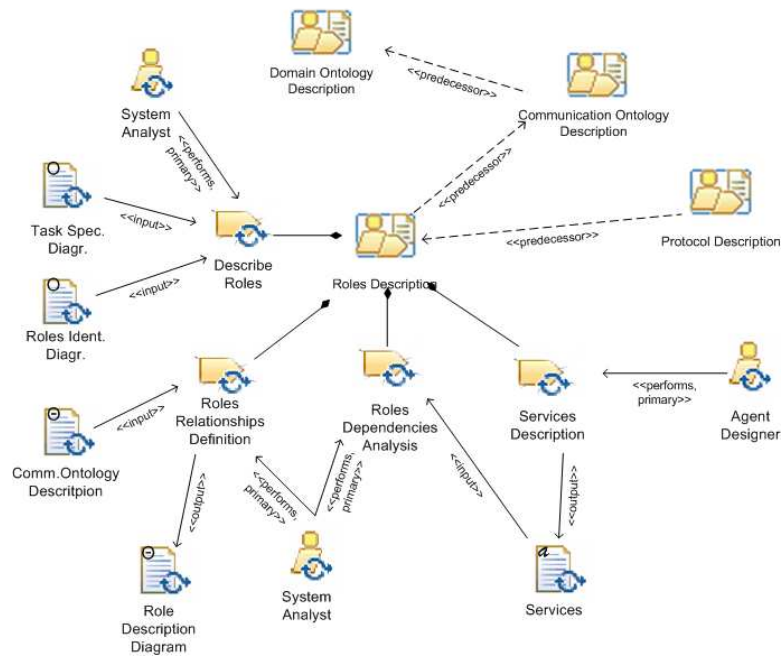 Domain Ontology
Description
<<predecessor>>
Communication Ontology
Description
System
Analyst
<<performs,
primary>>
<<predecessor>>
Task Spec.
Diagr.
<<input>>
Describe
Roles
Roles Description
<<predecessor>>
Protocol Description
Roles Ident.
Diagr.
<<input>>
Comm.Ontology
Descritpion
<<input>>
Roles
Relationships
Definition
Roles
Dependencies
Analysis
Services
Description
<<performs,
primary>>
Agent
Designer
<<output>>
<<performs,
primary>>
<<performs,
primary>>
<<input>>
<<output>>
a
Role
Description
Diagram
System
Analyst
Services